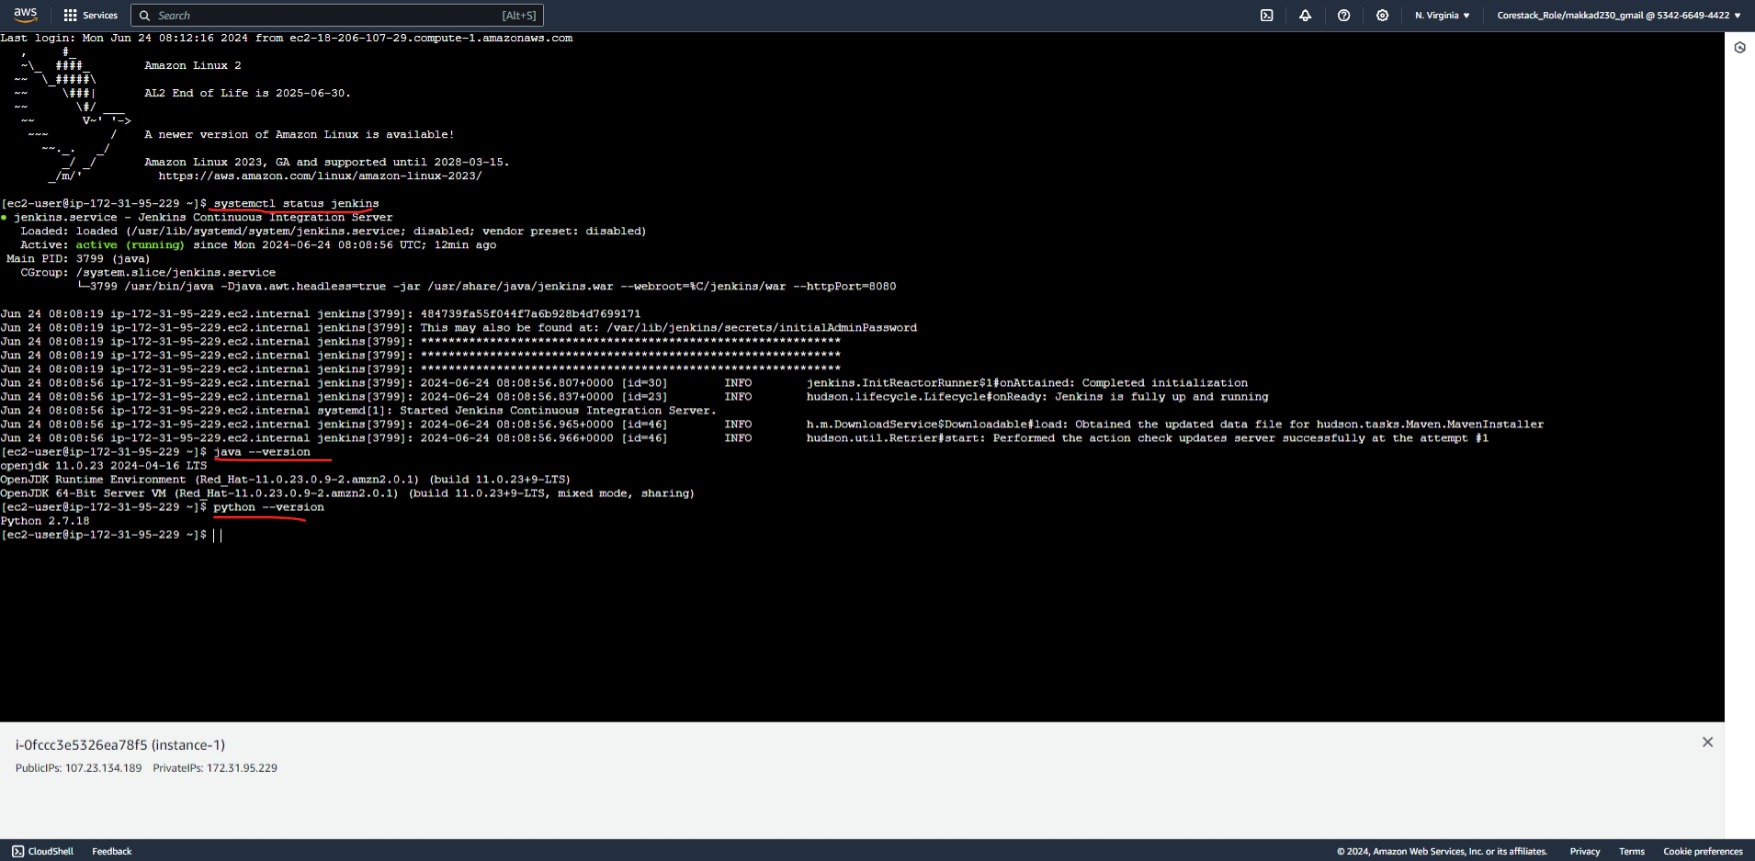 aws Services Search [Alt+S] N. Virginia Corestack_Role/makkad230_gmail @ 5342-6649-4422
Last login: Mon Jun 24 08:12:16 2024 from ec2-18-206-107-29.compute-1.amazonaws.com
   ,     #_
   ~\_  ####_        Amazon Linux 2
  ~~  \_#####\
  ~~     \###|       AL2 End of Life is 2025-06-30.
  ~~       \#/ ___
   ~~       V~' '->
    ~~~         /    A newer version of Amazon Linux is available!
      ~~._.   _/
         _/ _/       Amazon Linux 2023, GA and supported until 2028-03-15.
       _/m/'           https://aws.amazon.com/linux/amazon-linux-2023/
[ec2-user@ip-172-31-95-229 ~]$ systemctl status jenkins
● jenkins.service - Jenkins Continuous Integration Server
   Loaded: loaded (/usr/lib/systemd/system/jenkins.service; disabled; vendor preset: disabled)
   Active: active (running) since Mon 2024-06-24 08:08:56 UTC; 12min ago
 Main PID: 3799 (java)
   CGroup: /system.slice/jenkins.service
           └─3799 /usr/bin/java -Djava.awt.headless=true -jar /usr/share/java/jenkins.war --webroot=%C/jenkins/war --httpPort=8080
Jun 24 08:08:19 ip-172-31-95-229.ec2.internal jenkins[3799]: 484739fa55f044f7a6b928b4d7699171
Jun 24 08:08:19 ip-172-31-95-229.ec2.internal jenkins[3799]: This may also be found at: /var/lib/jenkins/secrets/initialAdminPassword
Jun 24 08:08:19 ip-172-31-95-229.ec2.internal jenkins[3799]: *************************************************************
Jun 24 08:08:19 ip-172-31-95-229.ec2.internal jenkins[3799]: *************************************************************
Jun 24 08:08:19 ip-172-31-95-229.ec2.internal jenkins[3799]: *************************************************************
Jun 24 08:08:56 ip-172-31-95-229.ec2.internal jenkins[3799]: 2024-06-24 08:08:56.807+0000 [id=30] INFO jenkins.InitReactorRunner$1#onAttained: Completed initialization
Jun 24 08:08:56 ip-172-31-95-229.ec2.internal jenkins[3799]: 2024-06-24 08:08:56.837+0000 [id=23] INFO hudson.lifecycle.Lifecycle#onReady: Jenkins is fully up and running
Jun 24 08:08:56 ip-172-31-95-229.ec2.internal systemd[1]: Started Jenkins Continuous Integration Server.
Jun 24 08:08:56 ip-172-31-95-229.ec2.internal jenkins[3799]: 2024-06-24 08:08:56.965+0000 [id=46] INFO h.m.DownloadService$Downloadable#load: Obtained the updated data file for hudson.tasks.Maven.MavenInstaller
Jun 24 08:08:56 ip-172-31-95-229.ec2.internal jenkins[3799]: 2024-06-24 08:08:56.966+0000 [id=46] INFO hudson.util.Retrier#start: Performed the action check updates server successfully at the attempt #1
[ec2-user@ip-172-31-95-229 ~]$ java --version
openjdk 11.0.23 2024-04-16 LTS
OpenJDK Runtime Environment (Red_Hat-11.0.23.0.9-2.amzn2.0.1) (build 11.0.23+9-LTS)
OpenJDK 64-Bit Server VM (Red_Hat-11.0.23.0.9-2.amzn2.0.1) (build 11.0.23+9-LTS, mixed mode, sharing)
[ec2-user@ip-172-31-95-229 ~]$ python --version
Python 2.7.18
[ec2-user@ip-172-31-95-229 ~]$
i-0fccc3e5326ea78f5 (instance-1)
PublicIPs: 107.23.134.189 PrivateIPs: 172.31.95.229
CloudShell Feedback © 2024, Amazon Web Services, Inc. or its affiliates. Privacy Terms Cookie preferences